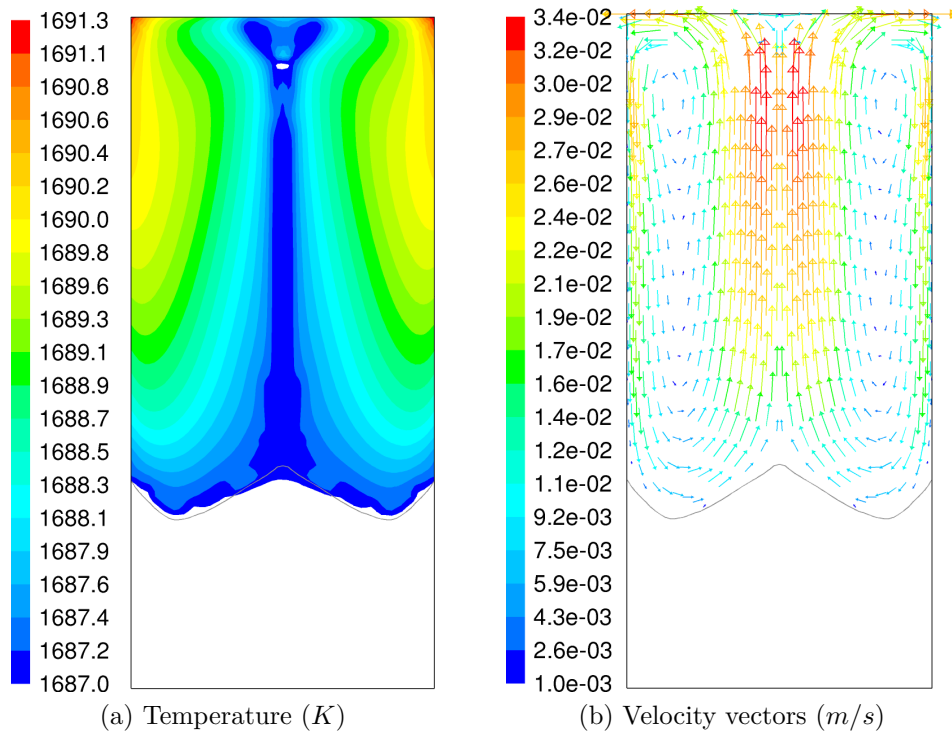 1691.3
1691.1
1690.8
1690.6
1690.4
1690.2
1690.0
1689.8
1689.6
1689.3
1689.1
1688.9
1688.7
1688.5
1688.3
1688.1
1687.9
1687.6
1687.4
1687.2
1687.0
(a) Temperature (K)
3.4e-02
3.2e-02
3.0e-02
2.9e-02
2.7e-02
2.6e-02
2.4e-02
2.2e-02
2.1e-02
1.9e-02
1.7e-02
1.6e-02
1.4e-02
1.2e-02
1.0e-02
9.2e-03
7.5e-03
5.9e-03
4.3e-03
2.6e-03
1.0e-03
(b) Velocity vectors (m/s)